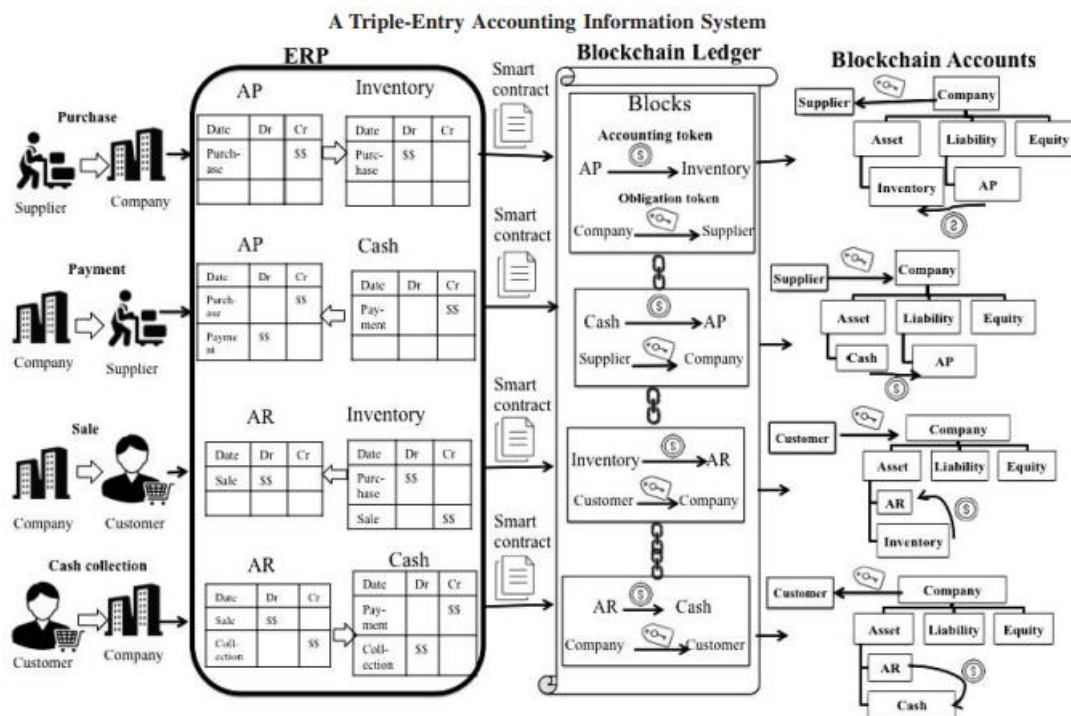 A Triple-Entry Accounting Information System
ERP
Blockchain Ledger
Blockchain Accounts
Purchase
Supplier
Company
AP
Date Dr Cr
Purch-
ase $$
Inventory
Date Dr Cr
Pur-
hase $$
Smart
contract
Blocks
Accounting token
AP Inventory
Obligation token
Company Supplier
Supplier Company
Asset Liability Equity
Inventory AP
Payment
Company
Supplier
AP
Date Dr Cr
Purch-
ase $$
Payme
nt $$
Cash
Date Dr Cr
Pay-
ment $$
Smart
contract
Cash AP
Supplier Company
Supplier Company
Asset Liability Equity
Cash AP
Sale
Company
Customer
AR
Date Dr Cr
Sale $$
Inventory
Date Dr Cr
Purc-
hase $$
Sale $$
Smart
contract
Inventory AR
Customer Company
Customer Company
Asset Liability Equity
AR
Inventory
Cash collection
Customer
Company
AR
Date Dr Cr
Sale $$
Coll-
ection $$
Cash
Date Dr Cr
Pay-
ment $$
Coll-
ection $$
Smart
contract
AR Cash
Company Customer
Customer Company
Asset Liability Equity
AR
Cash